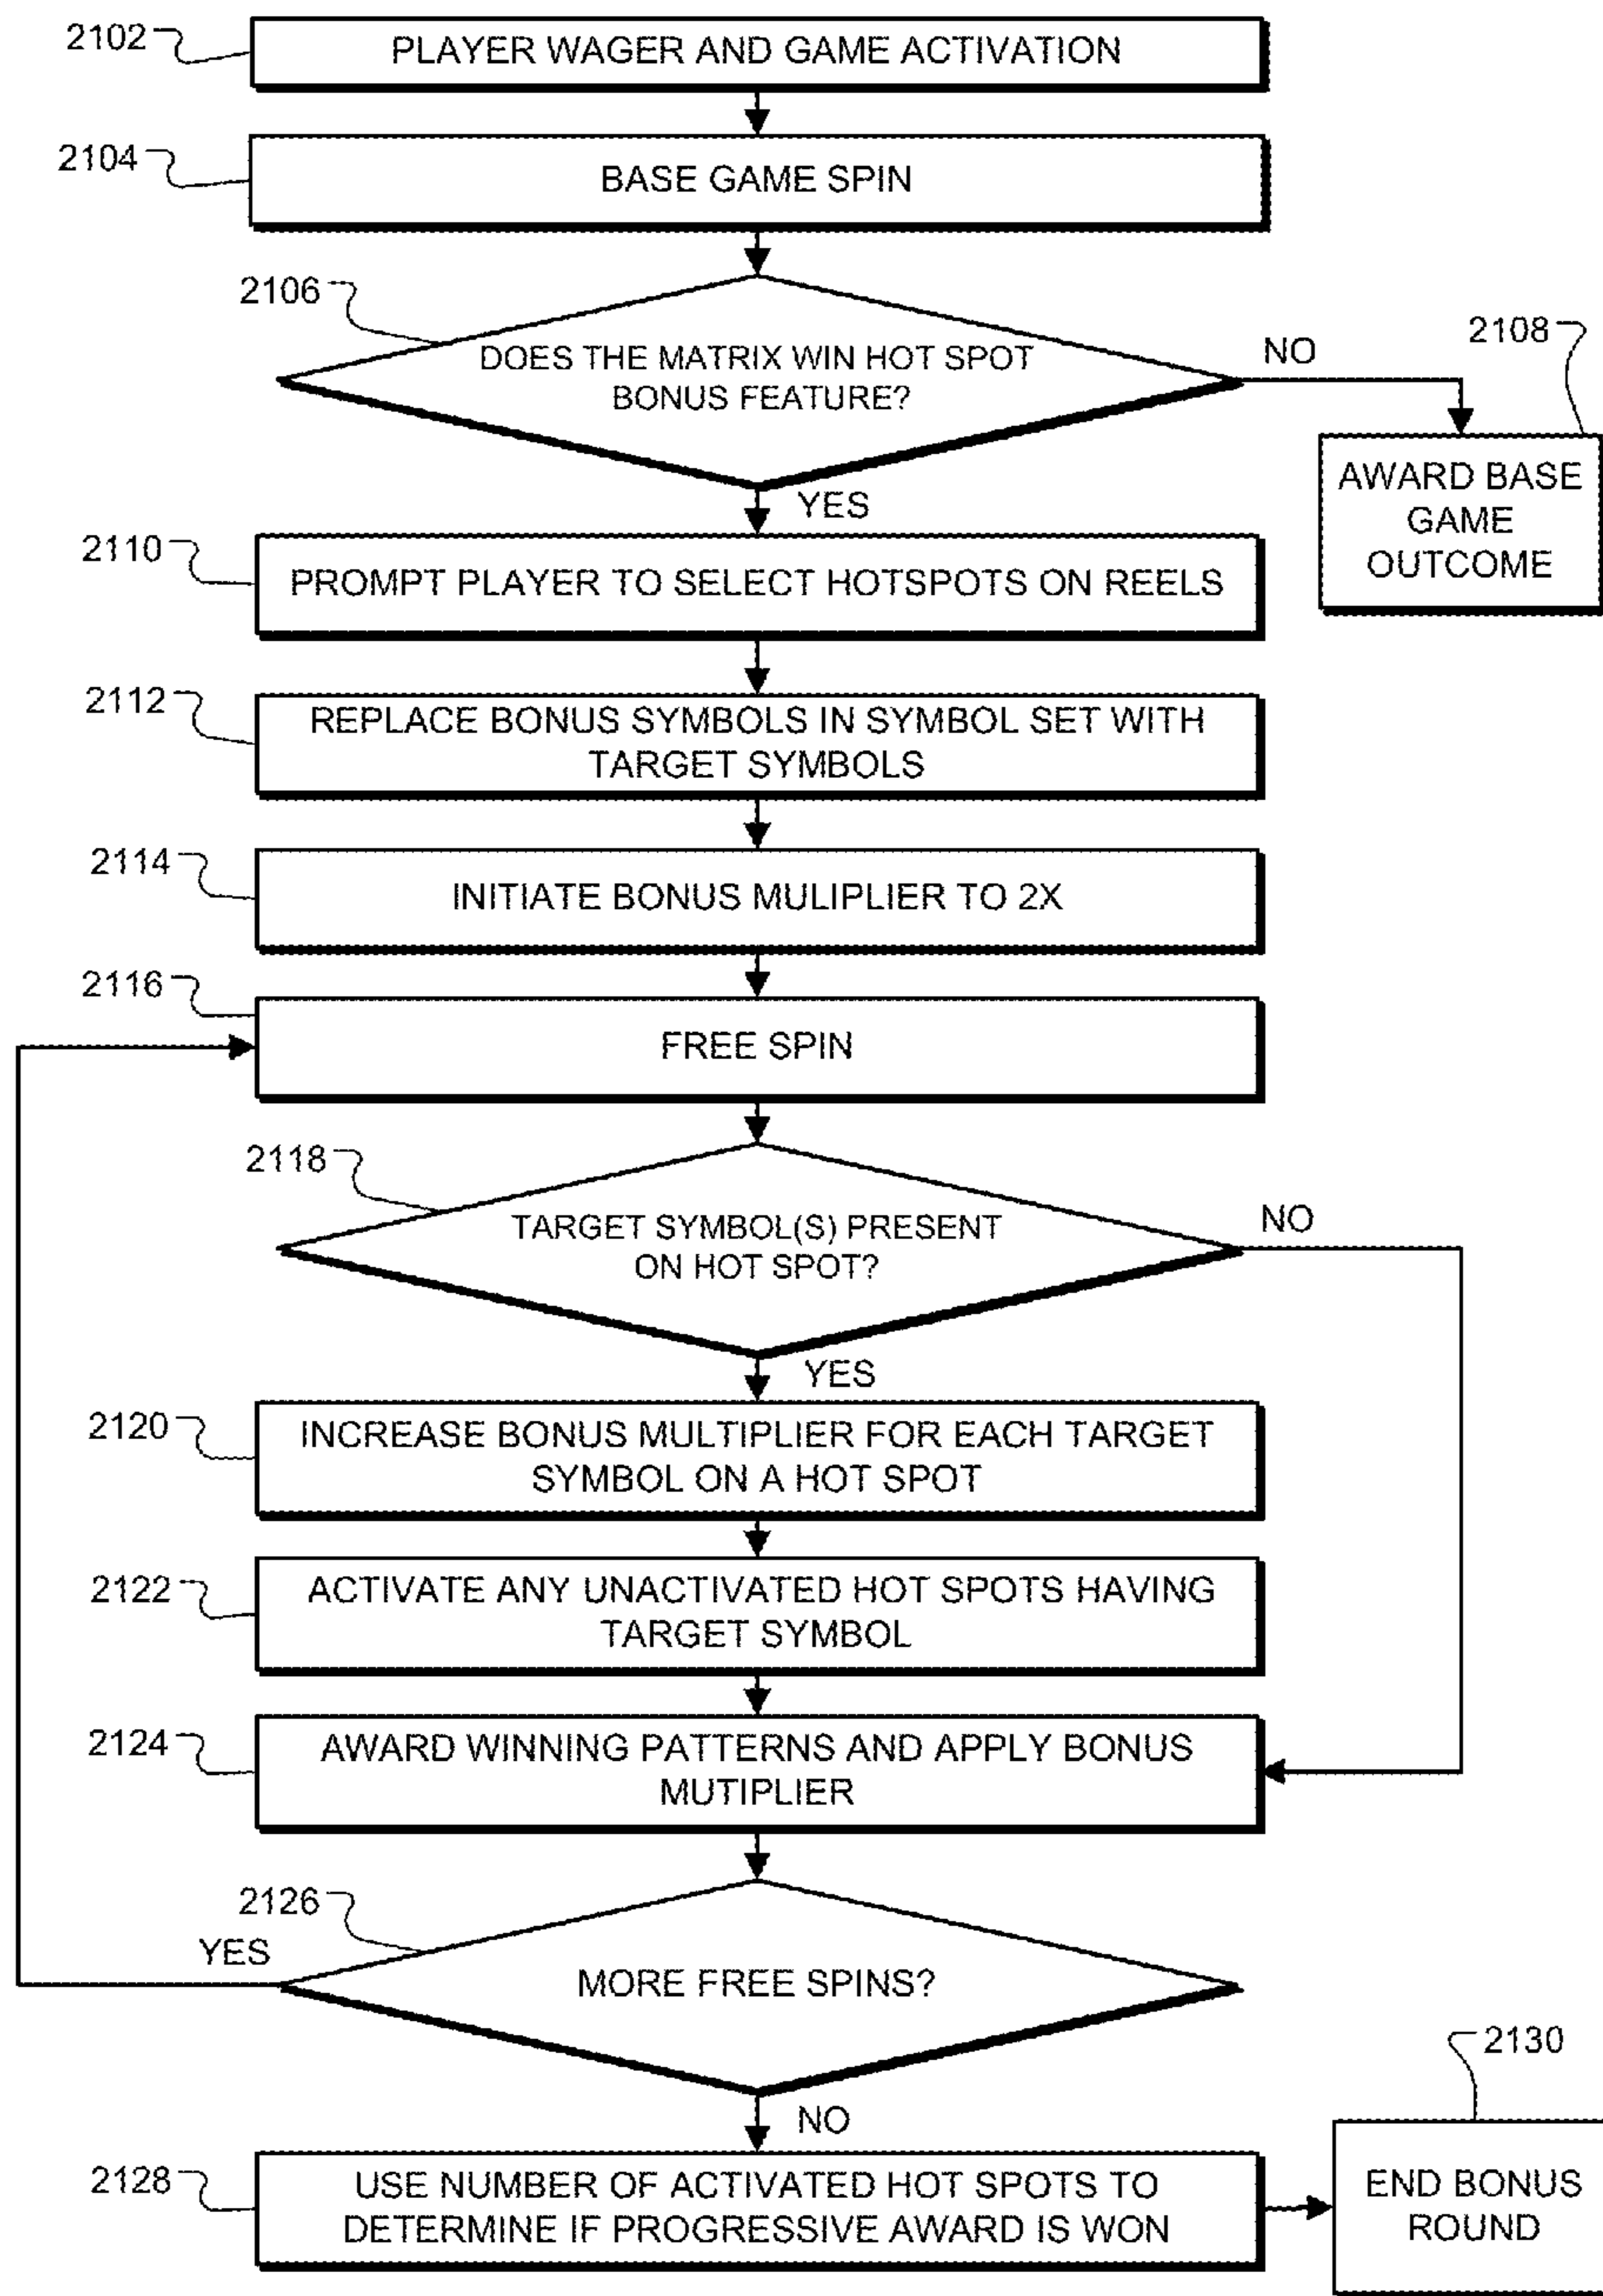 2102
PLAYER WAGER AND GAME ACTIVATION
2104
BASE GAME SPIN
2106
DOES THE MATRIX WIN HOT SPOT
BONUS FEATURE?
NO
2108
AWARD BASE
GAME
OUTCOME
YES
2110
PROMPT PLAYER TO SELECT HOTSPOTS ON REELS
2112
REPLACE BONUS SYMBOLS IN SYMBOL SET WITH
TARGET SYMBOLS
2114
INITIATE BONUS MULIPLIER TO 2X
2116
FREE SPIN
2118
TARGET SYMBOL(S) PRESENT
ON HOT SPOT?
NO
YES
2120
INCREASE BONUS MULTIPLIER FOR EACH TARGET
SYMBOL ON A HOT SPOT
2122
ACTIVATE ANY UNACTIVATED HOT SPOTS HAVING
TARGET SYMBOL
2124
AWARD WINNING PATTERNS AND APPLY BONUS
MUTIPLIER
2126
YES
MORE FREE SPINS?
NO
2128
USE NUMBER OF ACTIVATED HOT SPOTS TO
DETERMINE IF PROGRESSIVE AWARD IS WON
2130
END BONUS
ROUND